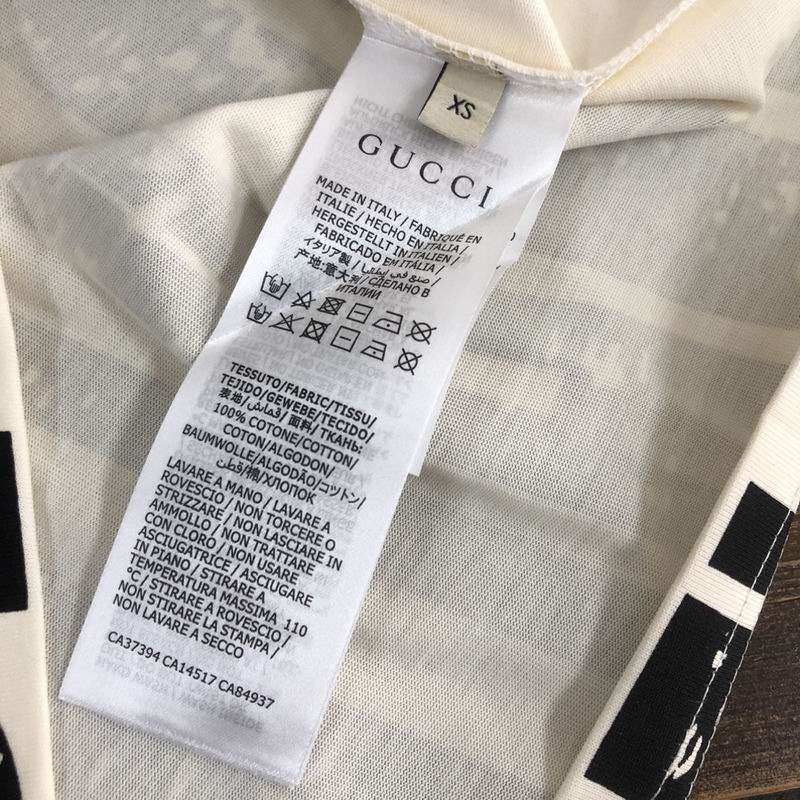 XS
GUCCI
MADE IN ITALY / FABRIQUÉ EN
ITALIE / HECHO EN ITALIA /
HERGESTELLT IN ITALIEN /
FABRICADO EM ITÁLIA /
イタリア製 / صنع في إيطاليا /
产地:意大利 / СДЕЛАНО В
ИТАЛИИ
TESSUTO/FABRIC/TISSU/
TEJIDO/GEWEBE/TECIDO/
表地/قماش/面料/ТКАНЬ:
100% COTONE/COTTON/
COTON/ALGODON/
BAUMWOLLE/ALGODÃO/コットン/
قطن/棉/ХЛОПОК
LAVARE A MANO / LAVARE A
ROVESCIO / NON TORCERE O
STRIZZARE / NON LASCIARE IN
AMMOLLO / NON TRATTARE
CON CLORO / NON USARE
ASCIUGATRICE / ASCIUGARE
IN PIANO / STIRARE A
TEMPERATURA MASSIMA 110
°C / STIRARE A ROVESCIO /
NON STIRARE LA STAMPA /
NON LAVARE A SECCO
CA37394 CA14517 CA84937